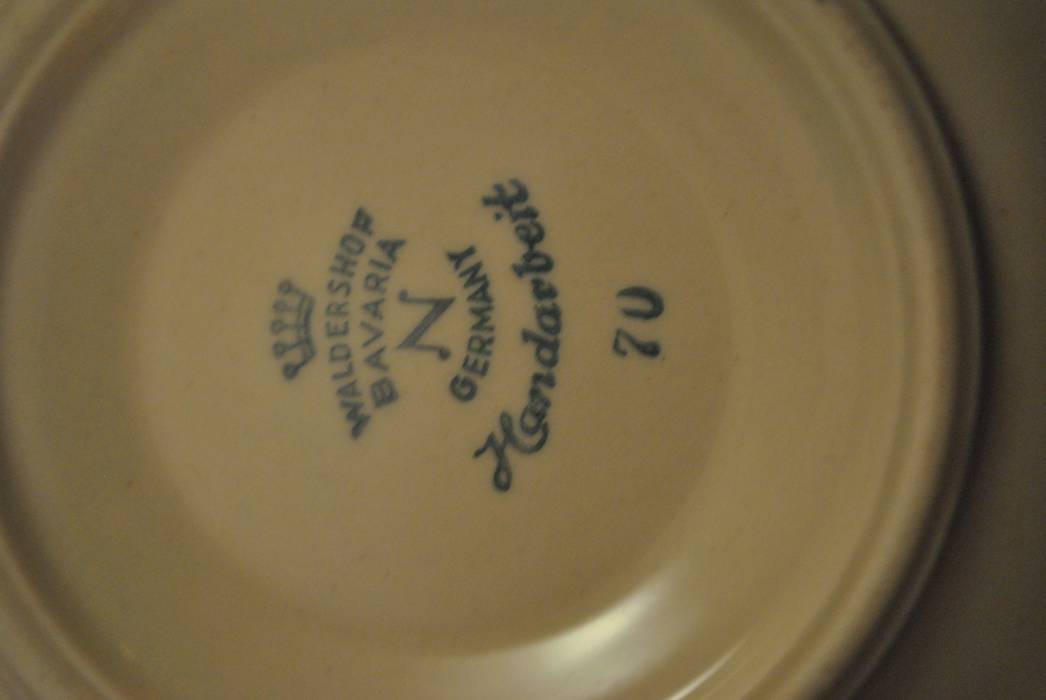 WALDERSHOF
BAVARIA
N
GERMANY
Handarbeit
7U